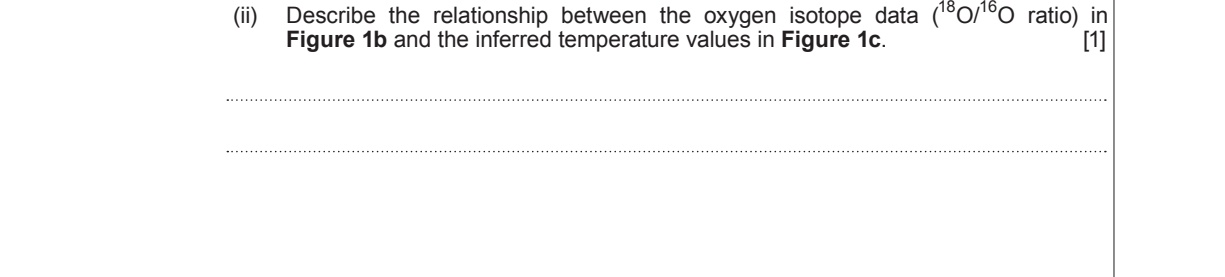 (ii) Describe the relationship between the oxygen isotope data (¹⁸O/¹⁶O ratio) in
Figure 1b and the inferred temperature values in Figure 1c. [1]